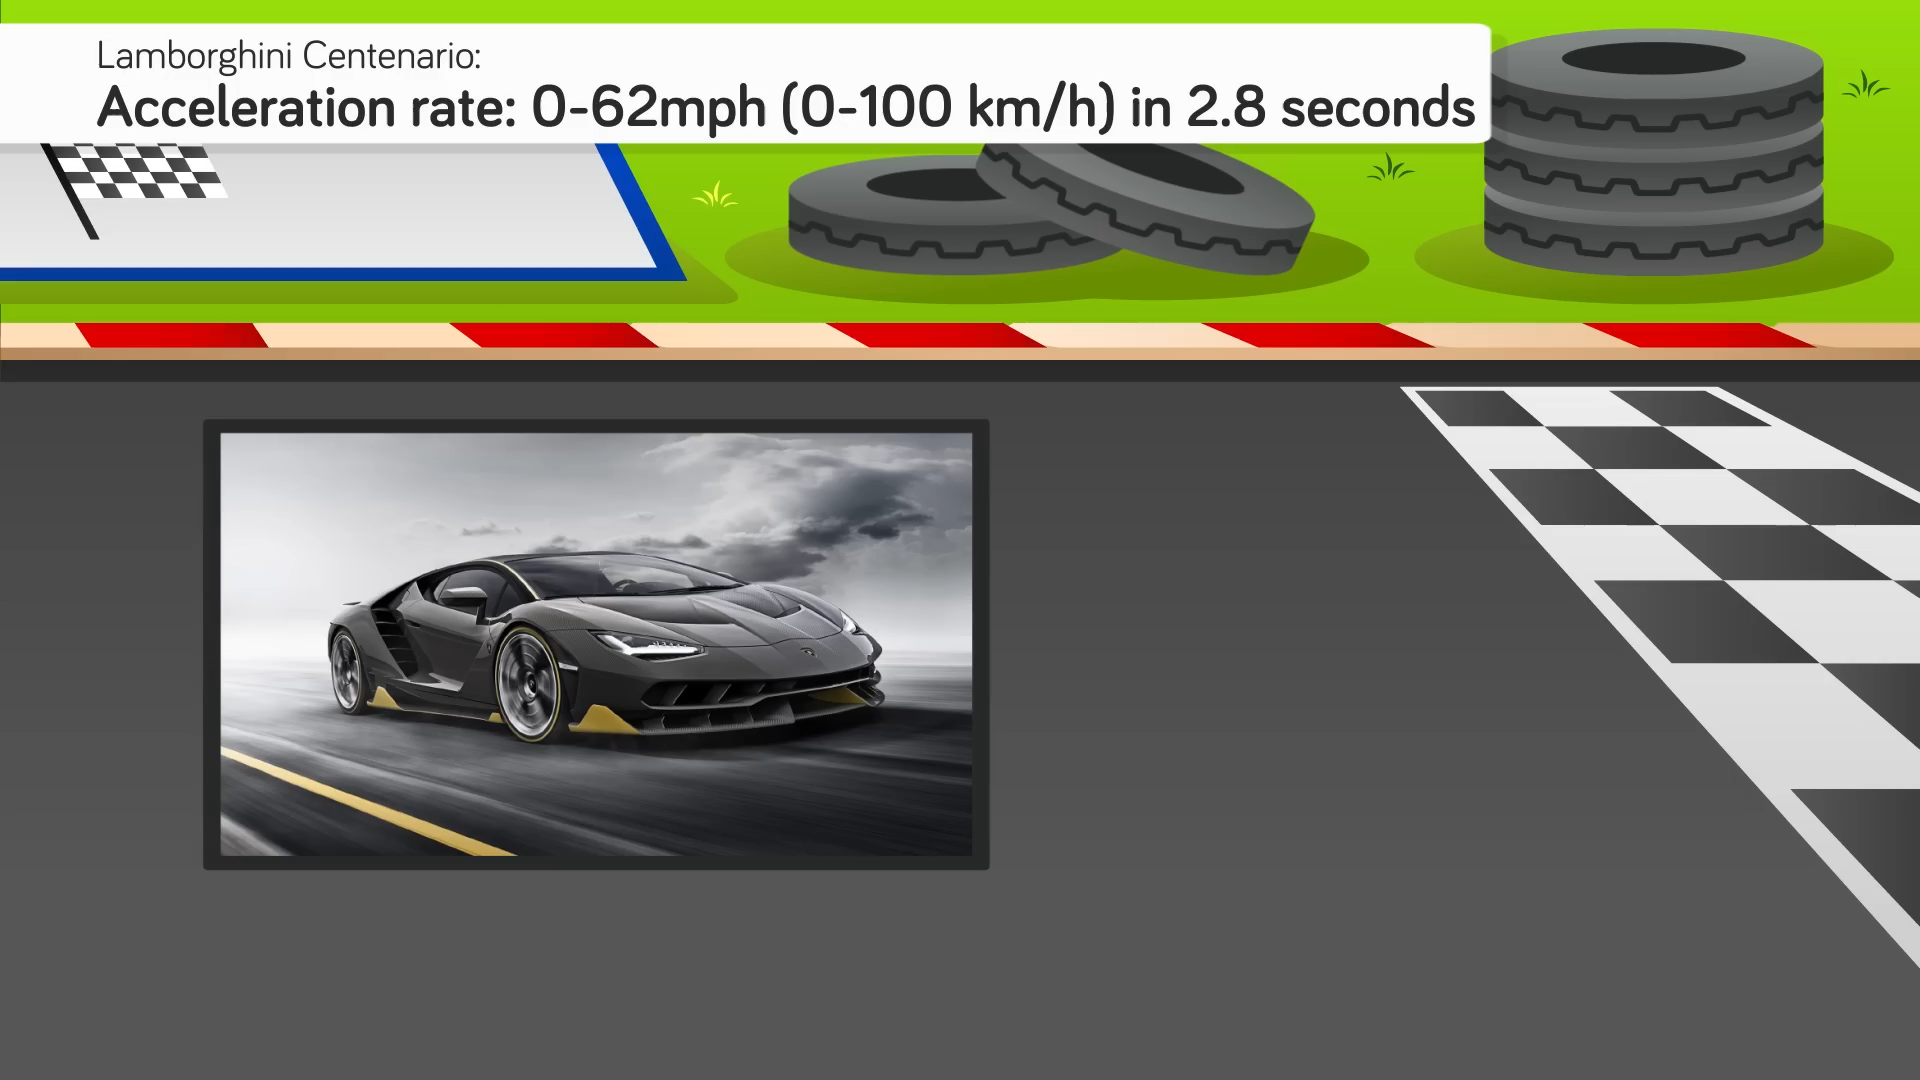 Lamborghini Centenario:
Acceleration rate: 0-62mph (0-100 km/h) in 2.8 seconds